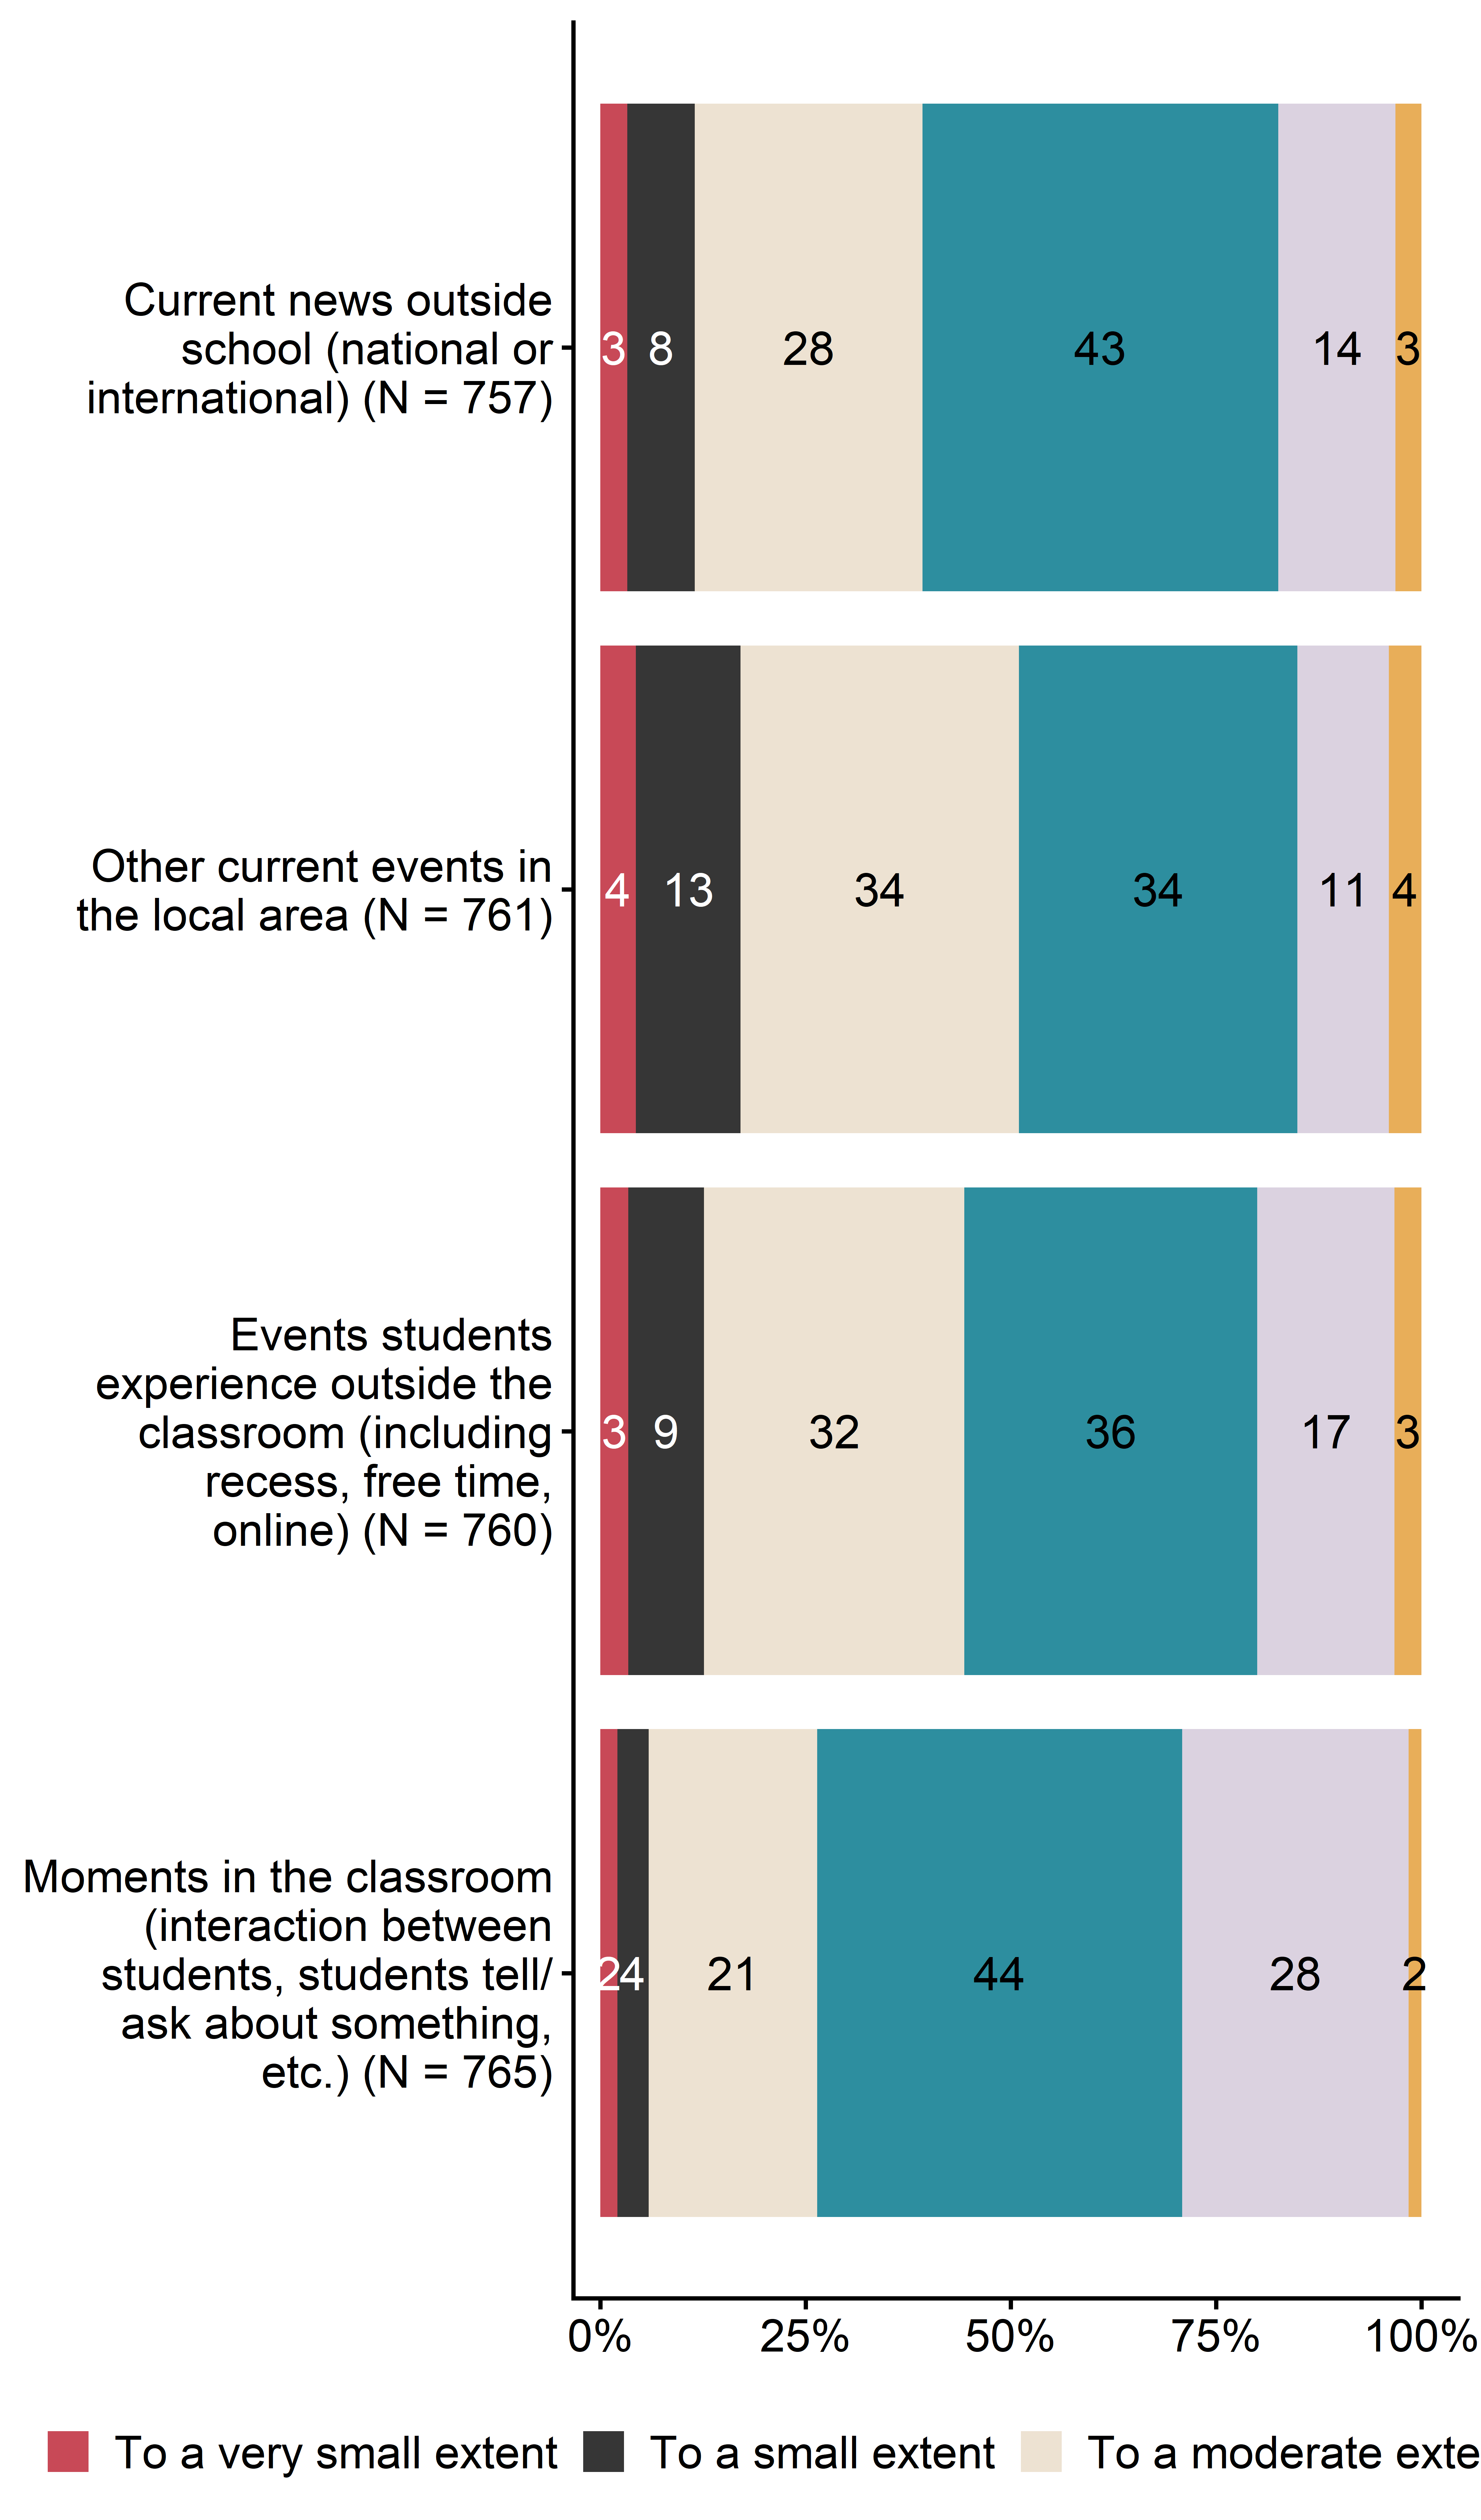 Current news outside
school (national or
international) (N = 757)
3 8 28 43 14 3
Other current events in
the local area (N = 761)
4 13 34 34 11 4
Events students
experience outside the
classroom (including
recess, free time,
online) (N = 760)
3 9 32 36 17 3
Moments in the classroom
(interaction between
students, students tell/
ask about something,
etc.) (N = 765)
2 4 21 44 28 2
0% 25% 50% 75% 100%
To a very small extent To a small extent To a moderate exte